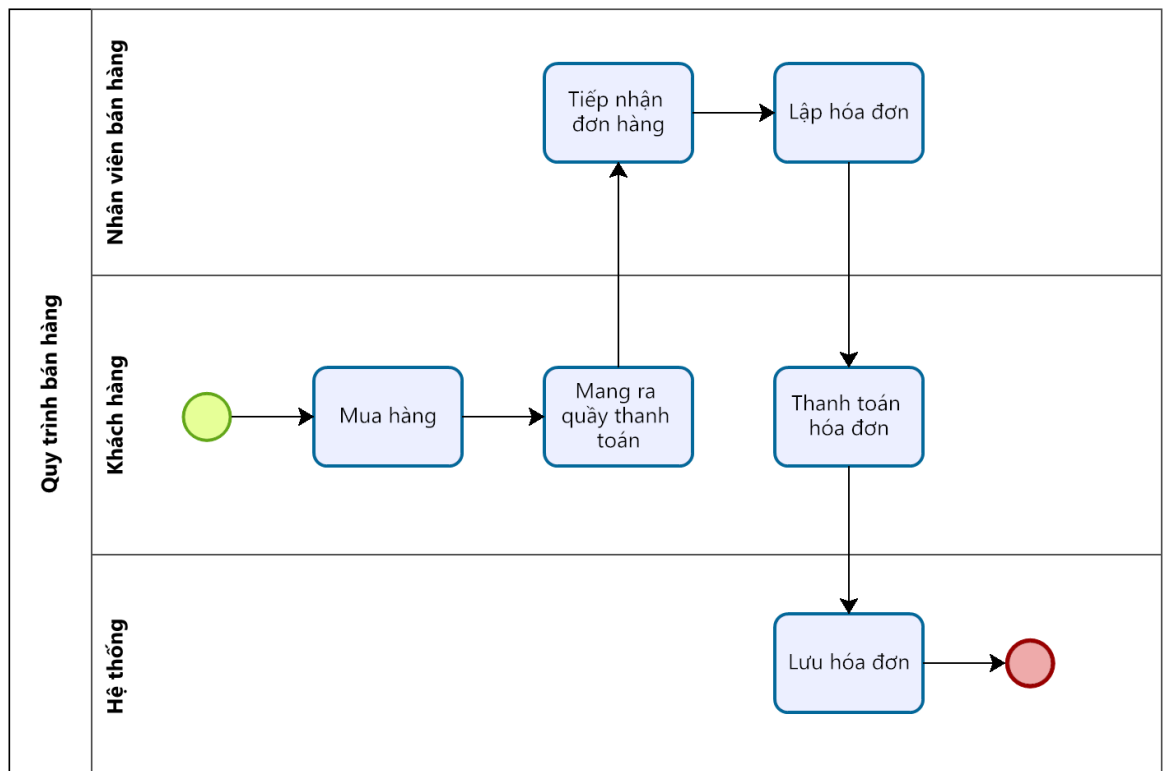 Quy trình bán hàng
Nhân viên bán hàng
Tiếp nhận
đơn hàng
Lập hóa đơn
Khách hàng
Mua hàng
Mang ra
quầy thanh
toán
Thanh toán
hóa đơn
Hệ thống
Lưu hóa đơn